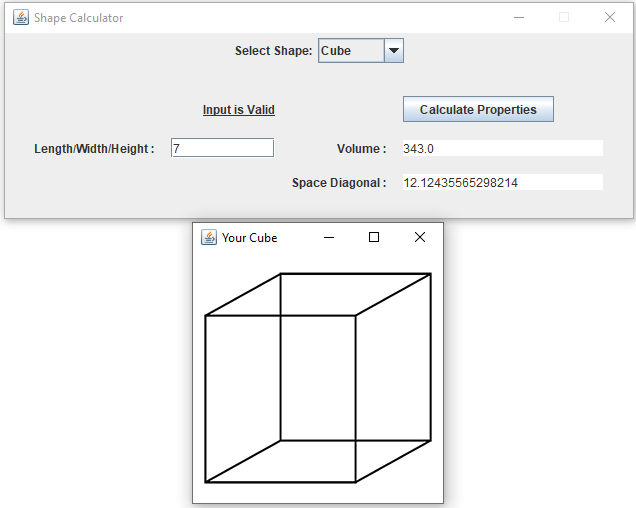 Shape Calculator
Select Shape: Cube
Input is Valid
Calculate Properties
Length/Width/Height : 7
Volume : 343.0
Space Diagonal : 12.12435565298214
Your Cube